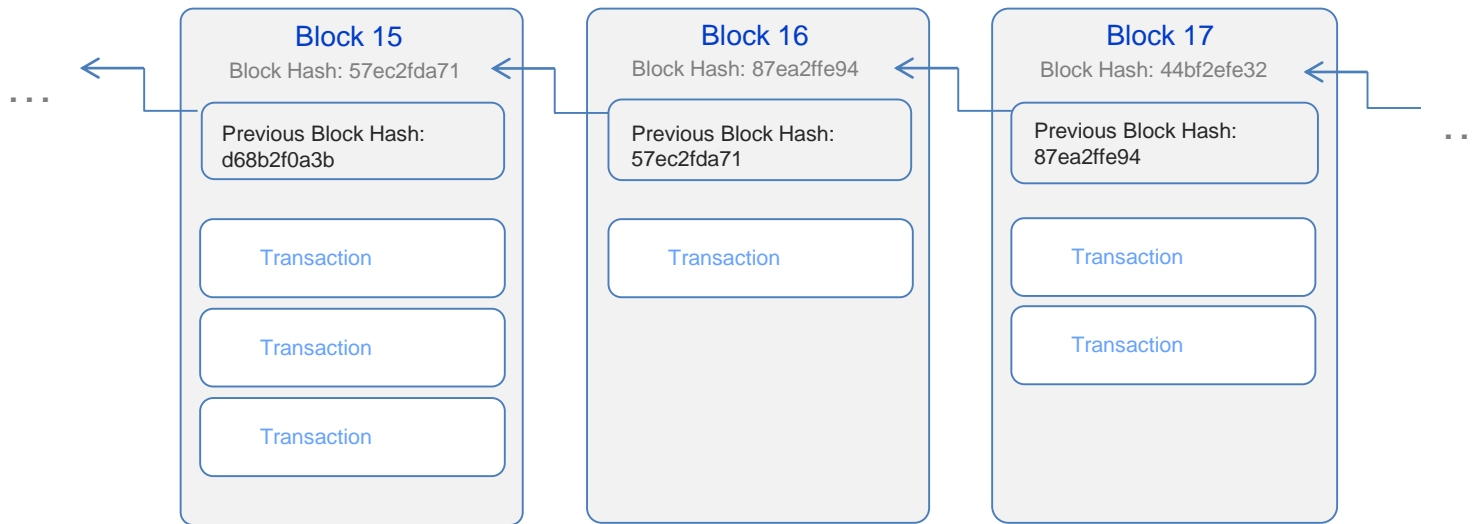 ...
Block 15
Block Hash: 57ec2fda71
Previous Block Hash:
d68b2f0a3b
Transaction
Transaction
Transaction
Block 16
Block Hash: 87ea2ffe94
Previous Block Hash:
57ec2fda71
Transaction
Block 17
Block Hash: 44bf2efe32
Previous Block Hash:
87ea2ffe94
Transaction
Transaction
..